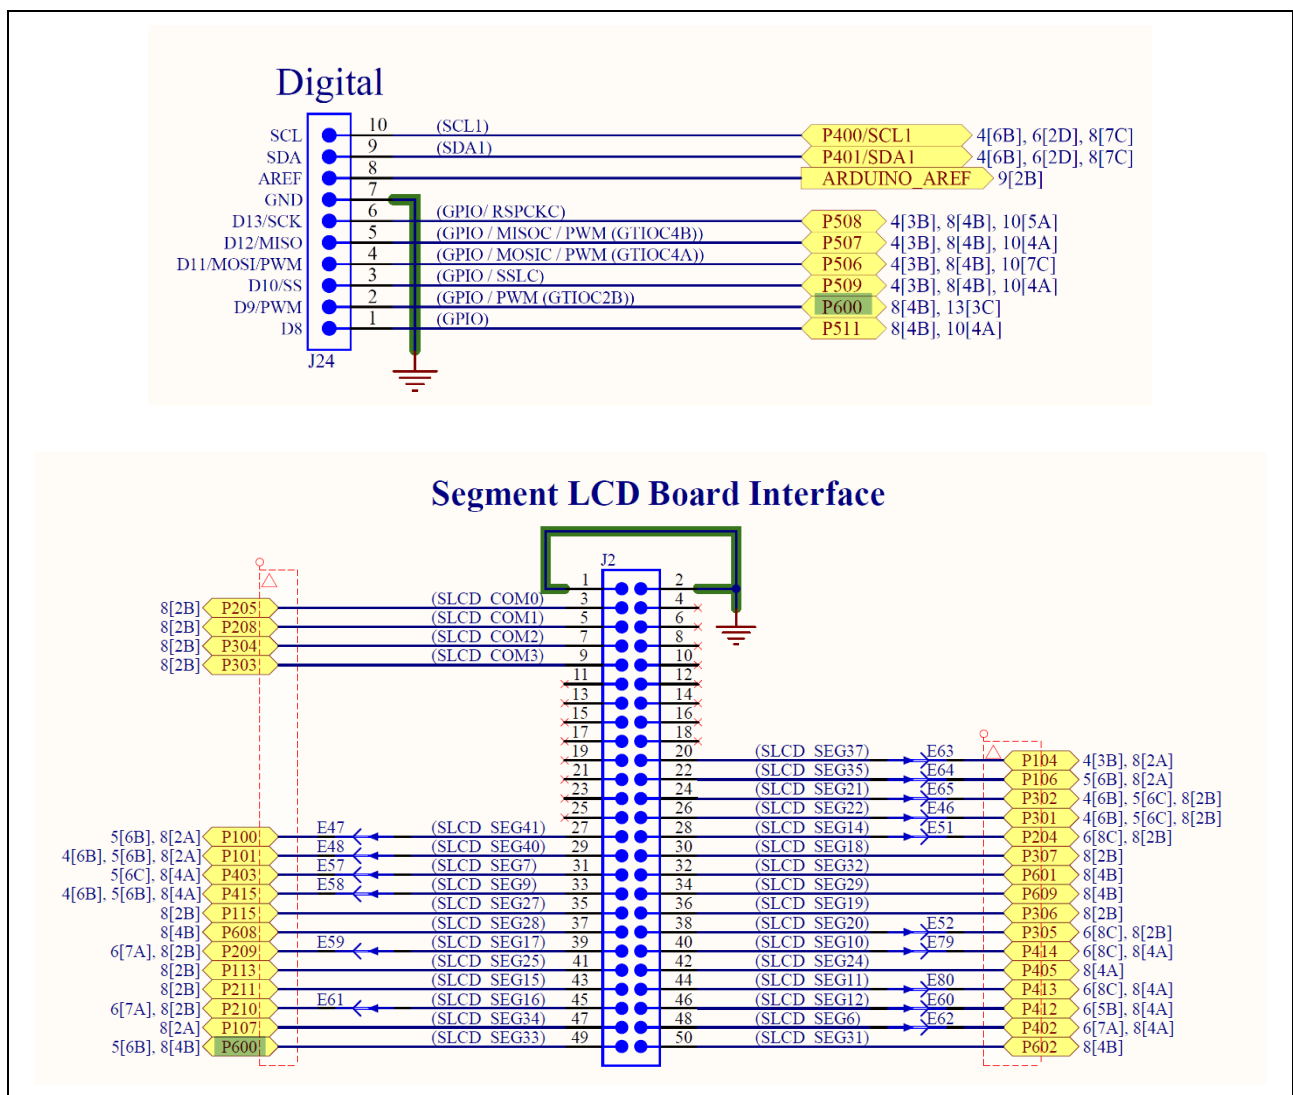 Digital
SCL 10 (SCL1) P400/SCL1 4[6B], 6[2D], 8[7C]
SDA 9 (SDA1) P401/SDA1 4[6B], 6[2D], 8[7C]
AREF 8 ARDUINO_AREF 9[2B]
GND 7
D13/SCK 6 (GPIO/ RSPCKC) P508 4[3B], 8[4B], 10[5A]
D12/MISO 5 (GPIO / MISOC / PWM (GTIOC4B)) P507 4[3B], 8[4B], 10[4A]
D11/MOSI/PWM 4 (GPIO / MOSIC / PWM (GTIOC4A)) P506 4[3B], 8[4B], 10[7C]
D10/SS 3 (GPIO / SSLC) P509 4[3B], 8[4B], 10[4A]
D9/PWM 2 (GPIO / PWM (GTIOC2B)) P600 8[4B], 13[3C]
D8 1 (GPIO) P511 8[4B], 10[4A]
J24
Segment LCD Board Interface
J2
1 2
8[2B] P205 (SLCD_COM0) 3 4
8[2B] P208 (SLCD_COM1) 5 6
8[2B] P304 (SLCD_COM2) 7 8
8[2B] P303 (SLCD_COM3) 9 10
11 12
13 14
15 16
17 18
19 20 (SLCD_SEG37) E63 P104 4[3B], 8[2A]
21 22 (SLCD_SEG35) E64 P106 5[6B], 8[2A]
23 24 (SLCD_SEG21) E65 P302 4[6B], 5[6C], 8[2B]
25 26 (SLCD_SEG22) E46 P301 4[6B], 5[6C], 8[2B]
5[6B], 8[2A] P100 E47 (SLCD_SEG41) 27 28 (SLCD_SEG14) E51 P204 6[8C], 8[2B]
4[6B], 5[6B], 8[2A] P101 E48 (SLCD_SEG40) 29 30 (SLCD_SEG18) P307 8[2B]
5[6C], 8[4A] P403 E57 (SLCD_SEG7) 31 32 (SLCD_SEG32) P601 8[4B]
4[6B], 5[6B], 8[4A] P415 E58 (SLCD_SEG9) 33 34 (SLCD_SEG29) P609 8[4B]
8[2B] P115 (SLCD_SEG27) 35 36 (SLCD_SEG19) P306 8[2B]
8[4B] P608 (SLCD_SEG28) 37 38 (SLCD_SEG20) E52 P305 6[8C], 8[2B]
6[7A], 8[2B] P209 E59 (SLCD_SEG17) 39 40 (SLCD_SEG10) E79 P414 6[8C], 8[4A]
8[2B] P113 (SLCD_SEG25) 41 42 (SLCD_SEG24) P405 8[4A]
8[2B] P211 (SLCD_SEG15) 43 44 (SLCD_SEG11) E80 P413 6[8C], 8[4A]
6[7A], 8[2B] P210 E61 (SLCD_SEG16) 45 46 (SLCD_SEG12) E60 P412 6[5B], 8[4A]
8[2A] P107 (SLCD_SEG34) 47 48 (SLCD_SEG6) E62 P402 6[7A], 8[4A]
5[6B], 8[4B] P600 (SLCD_SEG33) 49 50 (SLCD_SEG31) P602 8[4B]